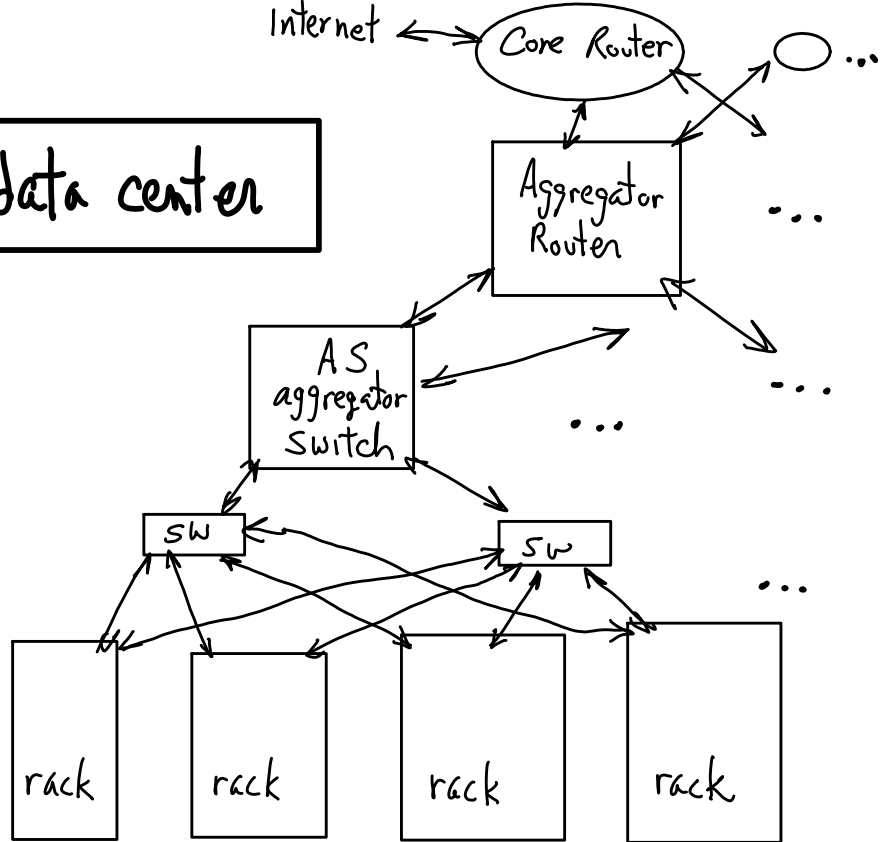 Internet
Core Router
...
data center
Aggregator
Router
...
AS
aggregator
switch
...
...
SW
SW
...
rack
rack
rack
rack